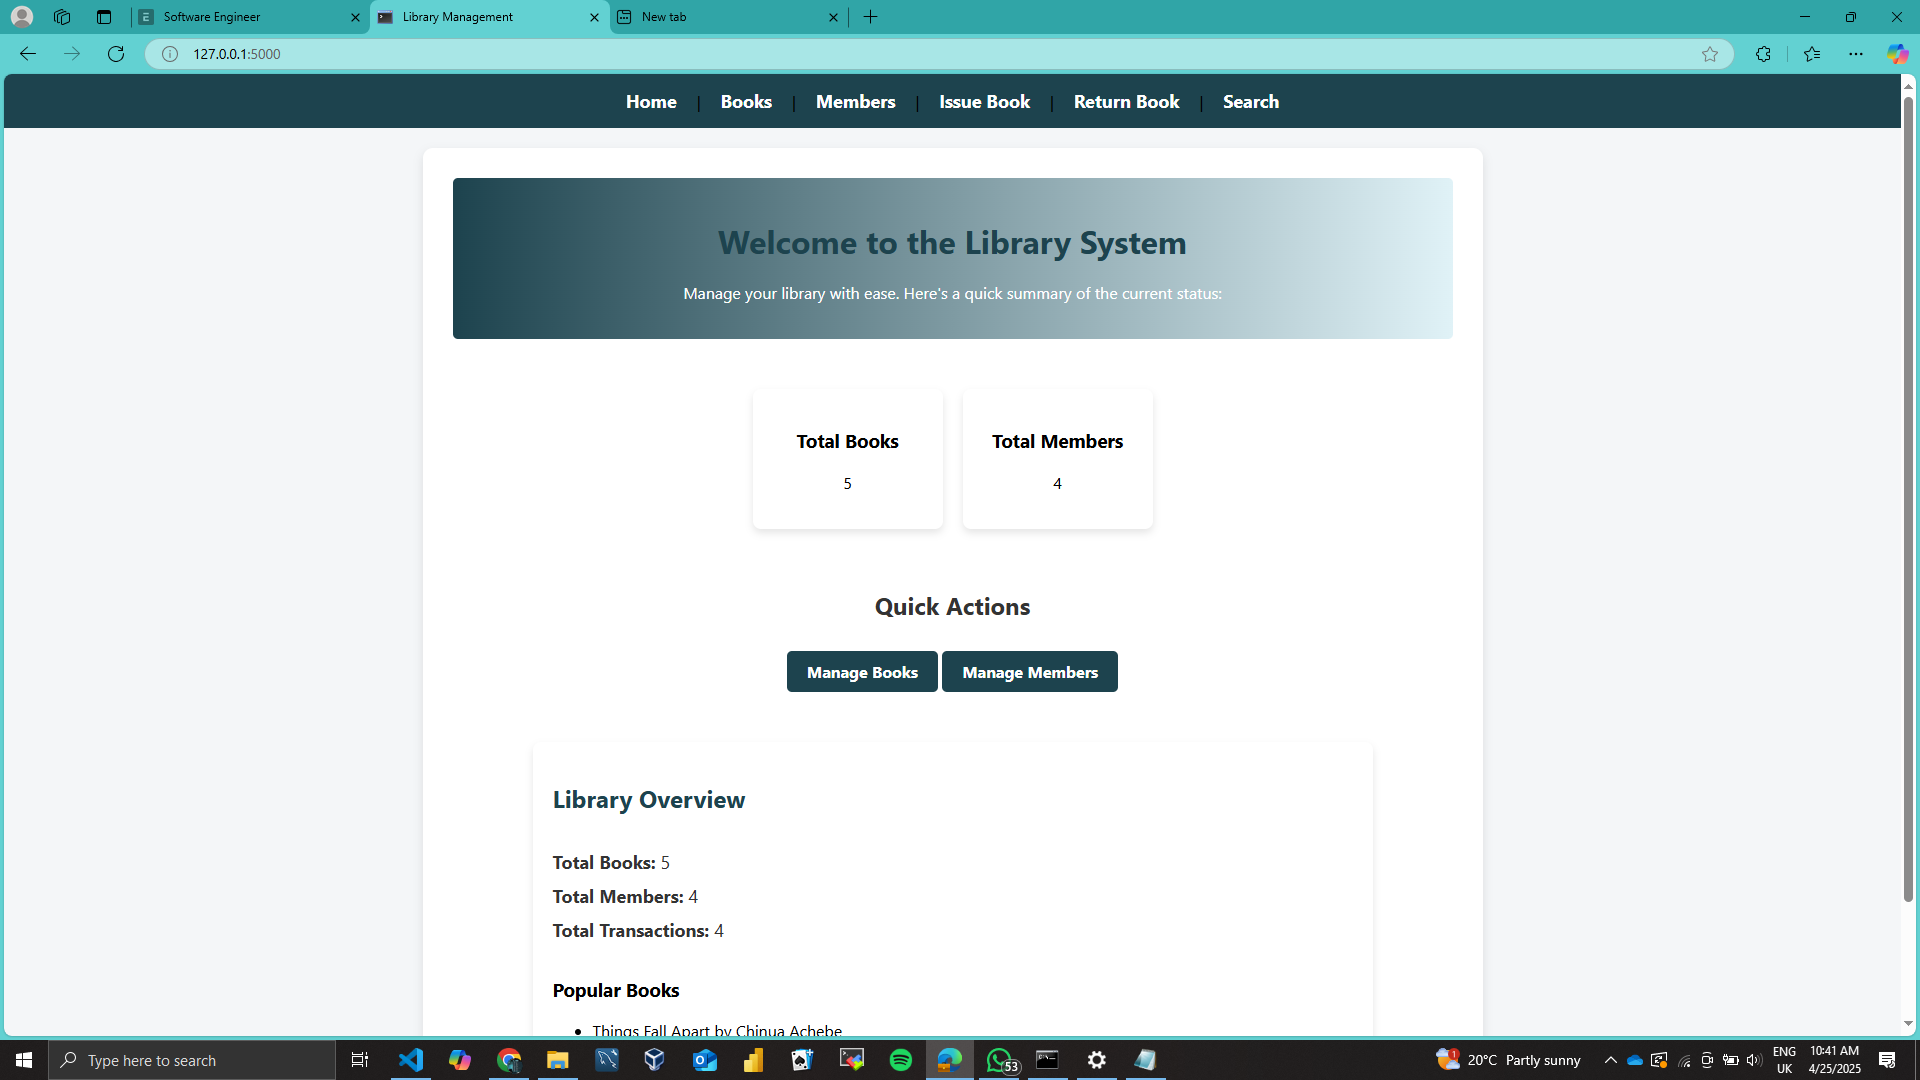 Software Engineer
Library Management
New tab
127.0.0.1:5000
Home | Books | Members | Issue Book | Return Book | Search
Welcome to the Library System
Manage your library with ease. Here's a quick summary of the current status:
Total Books
5
Total Members
4
Quick Actions
Manage Books
Manage Members
Library Overview
Total Books: 5
Total Members: 4
Total Transactions: 4
Popular Books
• Things Fall Apart by Chinua Achebe
Type here to search
53
1
20°C Partly sunny
ENG
UK
10:41 AM
4/25/2025